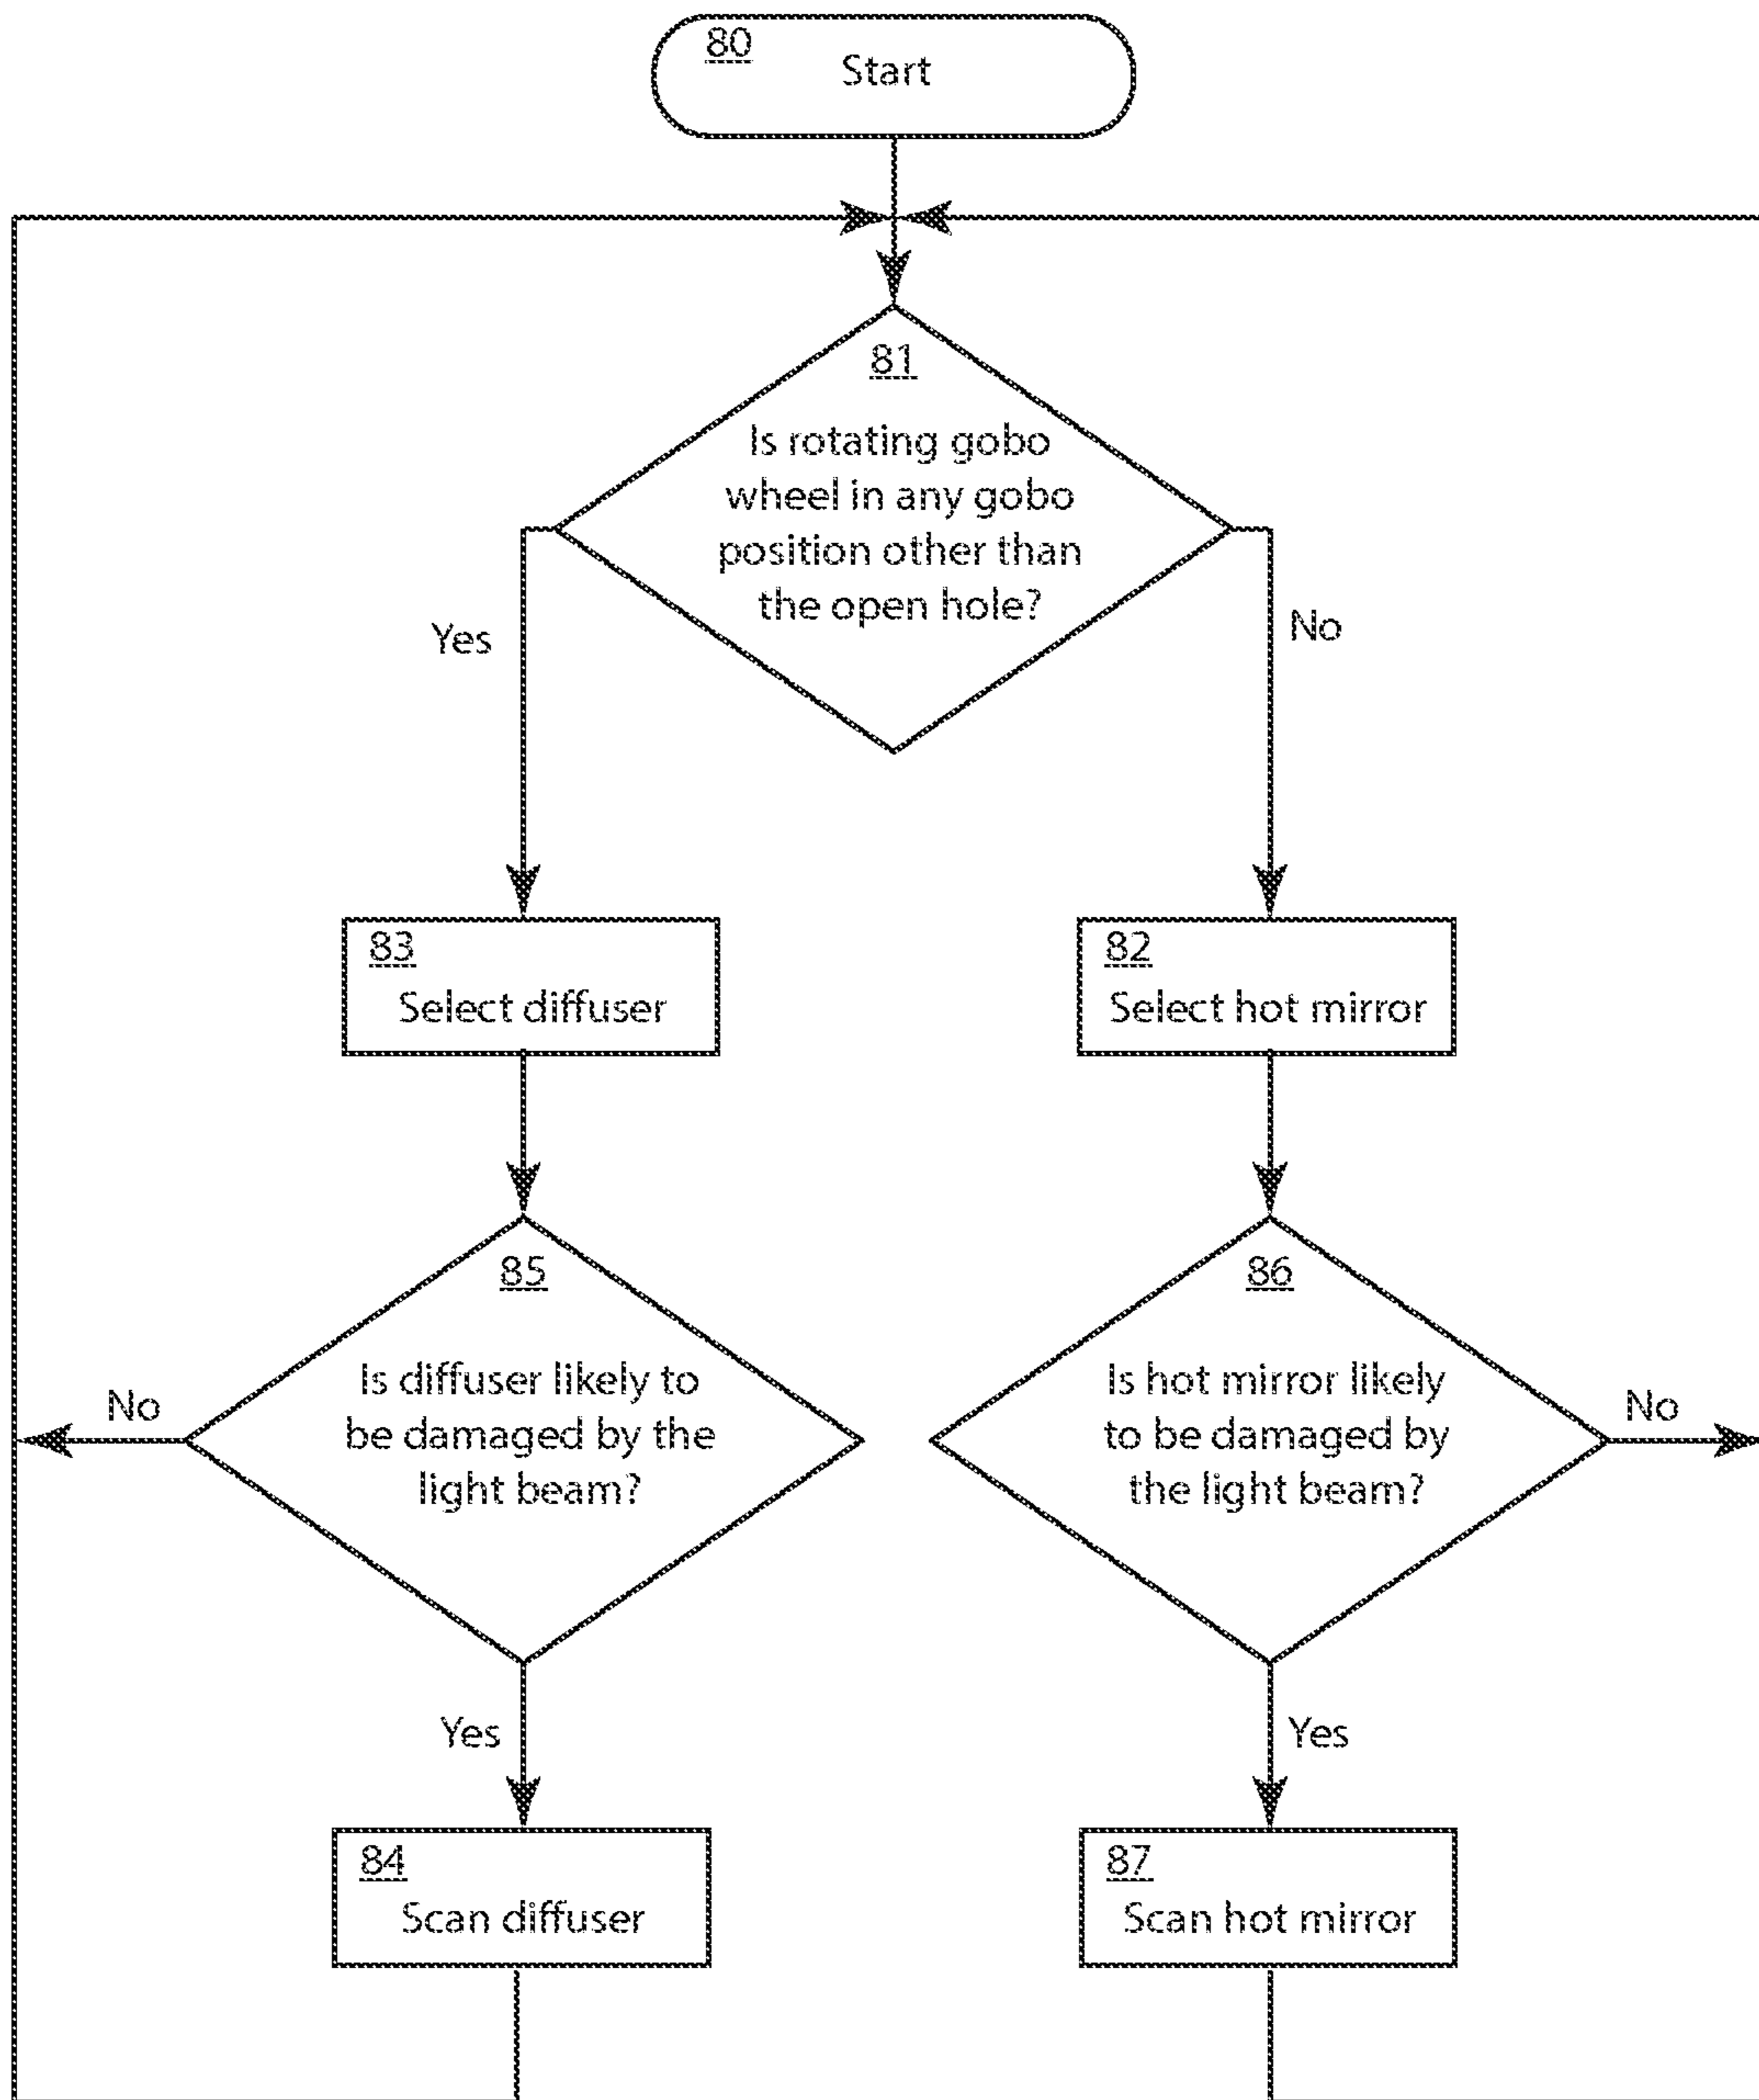 80
Start
81
Is rotating gobo
wheel in any gobo
position other than
the open hole?
Yes
No
83
Select diffuser
82
Select hot mirror
85
Is diffuser likely to
be damaged by the
light beam?
No
86
Is hot mirror likely
to be damaged by
the light beam?
No
Yes
Yes
84
Scan diffuser
87
Scan hot mirror